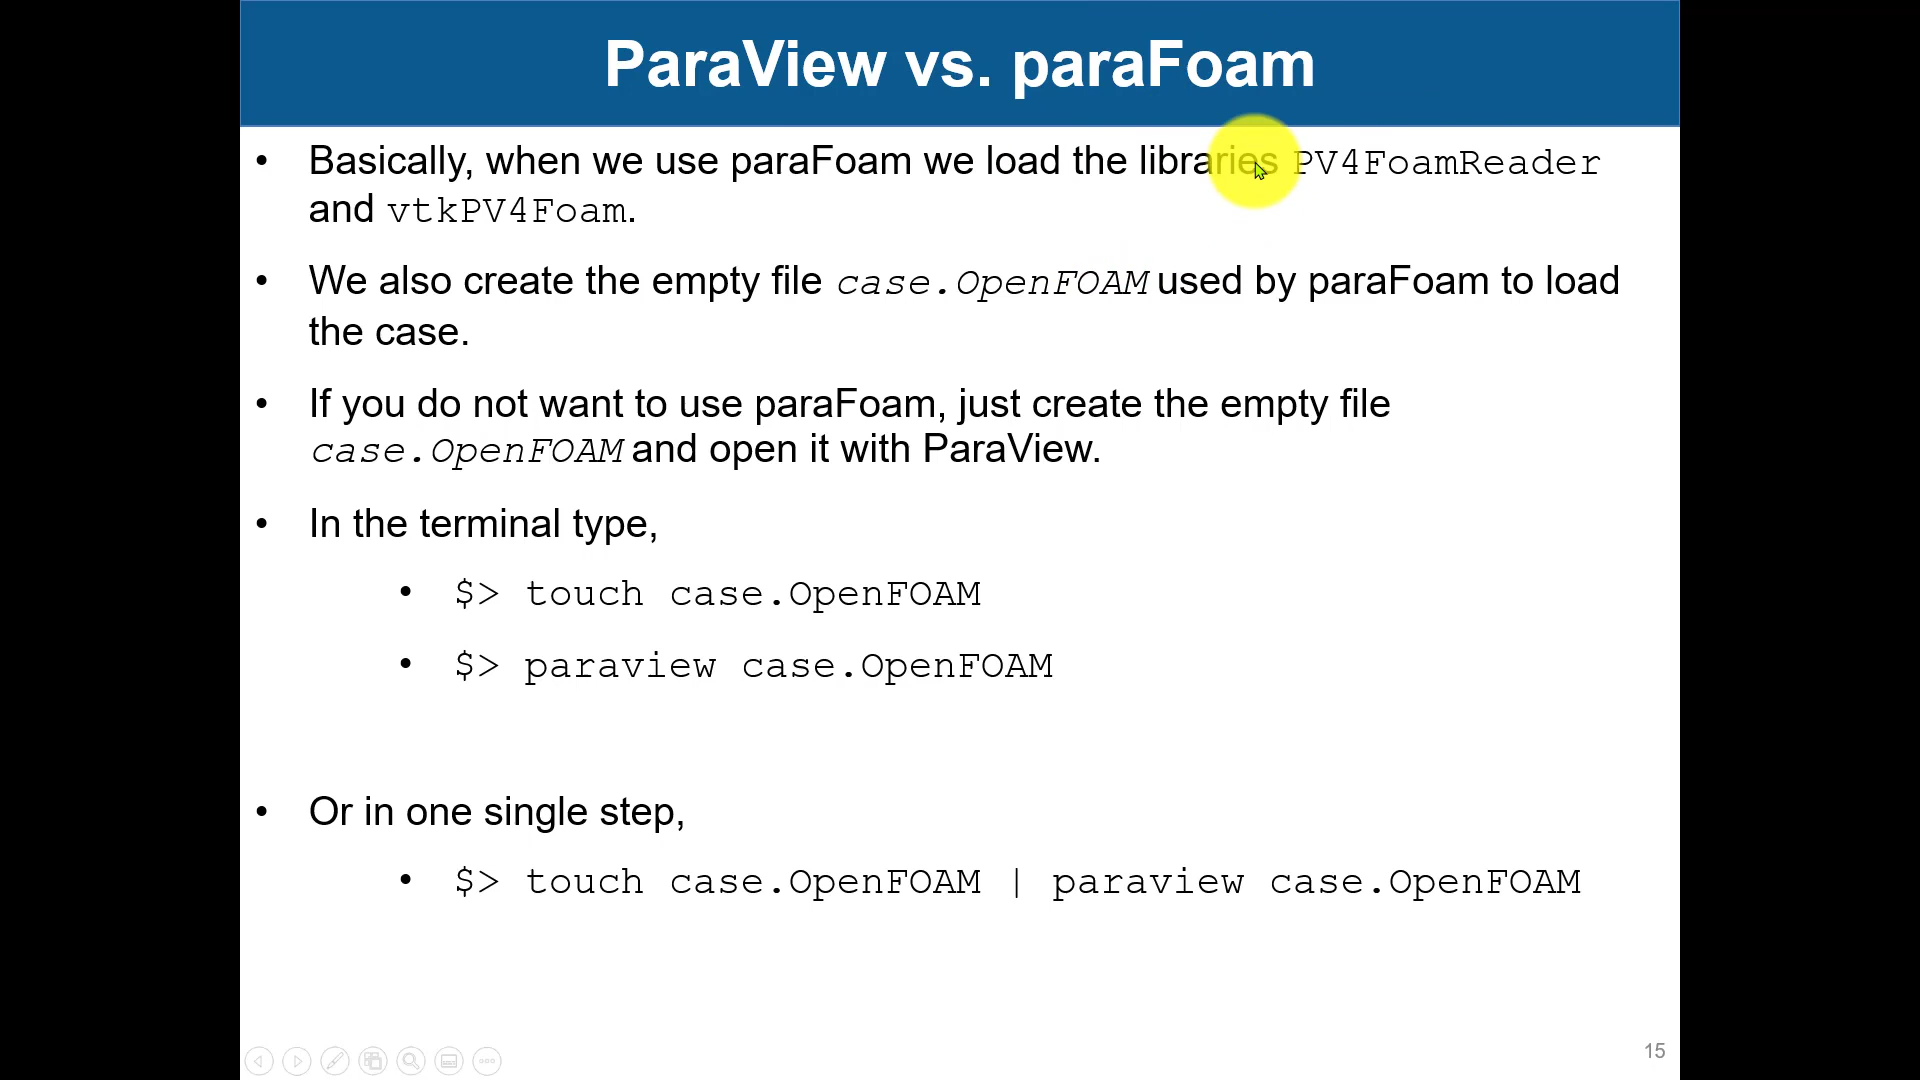 ParaView vs. paraFoam
• Basically, when we use paraFoam we load the libraries PV4FoamReader
and vtkPV4Foam.
• We also create the empty file case.OpenFOAM used by paraFoam to load
the case.
• If you do not want to use paraFoam, just create the empty file
case.OpenFOAM and open it with ParaView.
• In the terminal type,
• $> touch case.OpenFOAM
• $> paraview case.OpenFOAM
• Or in one single step,
• $> touch case.OpenFOAM | paraview case.OpenFOAM
15